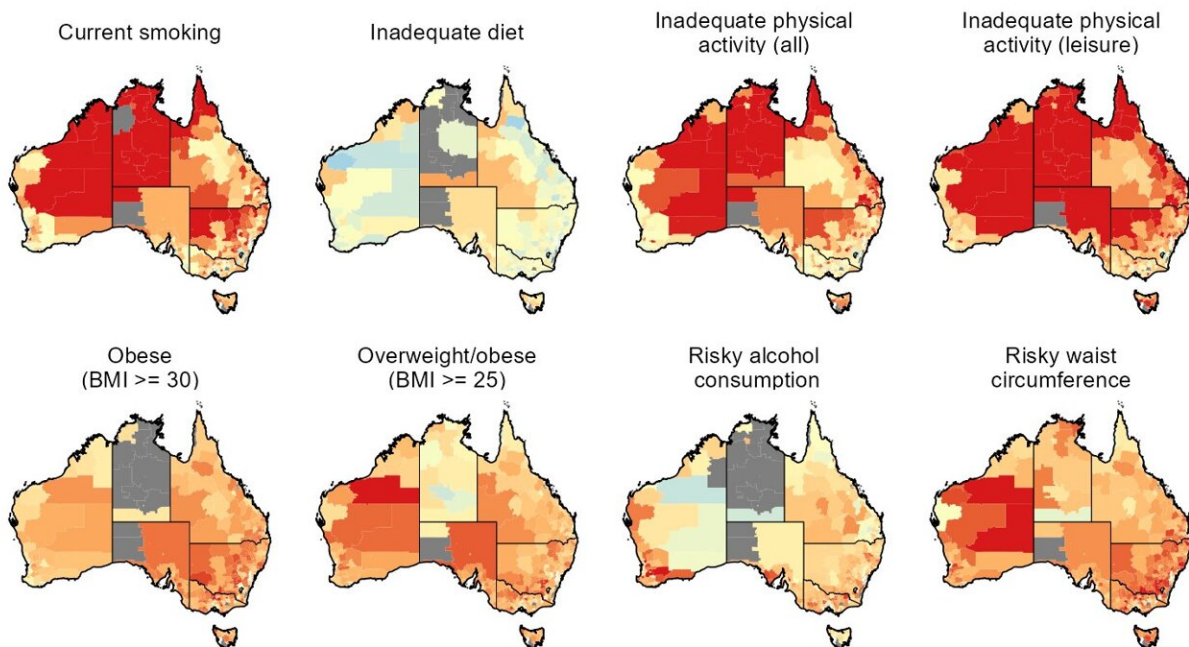 Current smoking
Inadequate diet
Inadequate physical
activity (all)
Inadequate physical
activity (leisure)
Obese
(BMI >= 30)
Overweight/obese
(BMI >= 25)
Risky alcohol
consumption
Risky waist
circumference